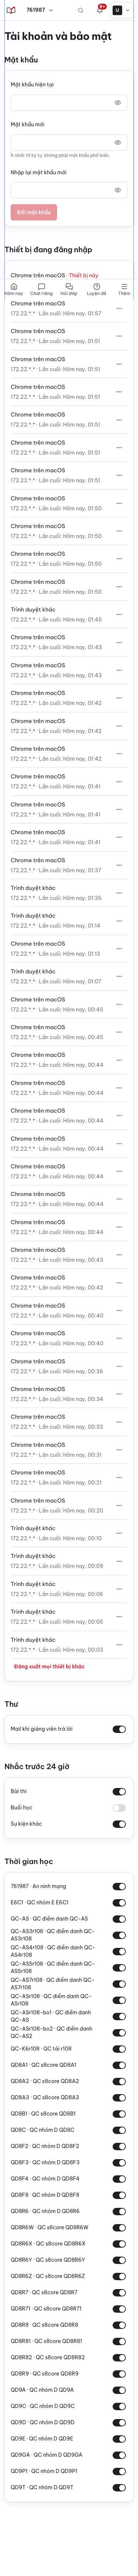 761987
9+
U
Tài khoản và bảo mật
Mật khẩu
Mật khẩu hiện tại
Mật khẩu mới
Ít nhất 10 ký tự, không phải mật khẩu phổ biến.
Nhập lại mật khẩu mới
Đổi mật khẩu
Thiết bị đang đăng nhập
Chrome trên macOS · Thiết bị này
Hôm nay
Chat hằng
Hỏi đáp
Luyện đề
Thêm
Chrome trên macOS
172.22.*.* · Lần cuối: Hôm nay, 01:57
Chrome trên macOS
172.22.*.* · Lần cuối: Hôm nay, 01:51
Chrome trên macOS
172.22.*.* · Lần cuối: Hôm nay, 01:51
Chrome trên macOS
172.22.*.* · Lần cuối: Hôm nay, 01:51
Chrome trên macOS
172.22.*.* · Lần cuối: Hôm nay, 01:51
Chrome trên macOS
172.22.*.* · Lần cuối: Hôm nay, 01:51
Chrome trên macOS
172.22.*.* · Lần cuối: Hôm nay, 01:51
Chrome trên macOS
172.22.*.* · Lần cuối: Hôm nay, 01:50
Chrome trên macOS
172.22.*.* · Lần cuối: Hôm nay, 01:50
Chrome trên macOS
172.22.*.* · Lần cuối: Hôm nay, 01:50
Chrome trên macOS
172.22.*.* · Lần cuối: Hôm nay, 01:50
Trình duyệt khác
172.22.*.* · Lần cuối: Hôm nay, 01:45
Chrome trên macOS
172.22.*.* · Lần cuối: Hôm nay, 01:43
Chrome trên macOS
172.22.*.* · Lần cuối: Hôm nay, 01:43
Chrome trên macOS
172.22.*.* · Lần cuối: Hôm nay, 01:42
Chrome trên macOS
172.22.*.* · Lần cuối: Hôm nay, 01:42
Chrome trên macOS
172.22.*.* · Lần cuối: Hôm nay, 01:42
Chrome trên macOS
172.22.*.* · Lần cuối: Hôm nay, 01:41
Chrome trên macOS
172.22.*.* · Lần cuối: Hôm nay, 01:41
Chrome trên macOS
172.22.*.* · Lần cuối: Hôm nay, 01:41
Chrome trên macOS
172.22.*.* · Lần cuối: Hôm nay, 01:37
Trình duyệt khác
172.22.*.* · Lần cuối: Hôm nay, 01:35
Trình duyệt khác
172.22.*.* · Lần cuối: Hôm nay, 01:14
Chrome trên macOS
172.22.*.* · Lần cuối: Hôm nay, 01:13
Trình duyệt khác
172.22.*.* · Lần cuối: Hôm nay, 01:07
Chrome trên macOS
172.22.*.* · Lần cuối: Hôm nay, 00:45
Chrome trên macOS
172.22.*.* · Lần cuối: Hôm nay, 00:45
Chrome trên macOS
172.22.*.* · Lần cuối: Hôm nay, 00:44
Chrome trên macOS
172.22.*.* · Lần cuối: Hôm nay, 00:44
Chrome trên macOS
172.22.*.* · Lần cuối: Hôm nay, 00:44
Chrome trên macOS
172.22.*.* · Lần cuối: Hôm nay, 00:44
Chrome trên macOS
172.22.*.* · Lần cuối: Hôm nay, 00:44
Chrome trên macOS
172.22.*.* · Lần cuối: Hôm nay, 00:44
Chrome trên macOS
172.22.*.* · Lần cuối: Hôm nay, 00:44
Chrome trên macOS
172.22.*.* · Lần cuối: Hôm nay, 00:43
Chrome trên macOS
172.22.*.* · Lần cuối: Hôm nay, 00:42
Chrome trên macOS
172.22.*.* · Lần cuối: Hôm nay, 00:40
Chrome trên macOS
172.22.*.* · Lần cuối: Hôm nay, 00:40
Chrome trên macOS
172.22.*.* · Lần cuối: Hôm nay, 00:36
Chrome trên macOS
172.22.*.* · Lần cuối: Hôm nay, 00:34
Chrome trên macOS
172.22.*.* · Lần cuối: Hôm nay, 00:33
Chrome trên macOS
172.22.*.* · Lần cuối: Hôm nay, 00:31
Chrome trên macOS
172.22.*.* · Lần cuối: Hôm nay, 00:21
Chrome trên macOS
172.22.*.* · Lần cuối: Hôm nay, 00:20
Trình duyệt khác
172.22.*.* · Lần cuối: Hôm nay, 00:10
Trình duyệt khác
172.22.*.* · Lần cuối: Hôm nay, 00:09
Trình duyệt khác
172.22.*.* · Lần cuối: Hôm nay, 00:06
Trình duyệt khác
172.22.*.* · Lần cuối: Hôm nay, 00:05
Trình duyệt khác
172.22.*.* · Lần cuối: Hôm nay, 00:03
Đăng xuất mọi thiết bị khác
Thư
Mail khi giảng viên trả lời
Nhắc trước 24 giờ
Bài thi
Buổi học
Sự kiện khác
Thời gian học
761987 · An ninh mạng
E6C1 · QC nhóm E E6C1
QC-AS · QC điểm danh QC-AS
QC-AS3r108 · QC điểm danh QC-
AS3r108
QC-AS4r108 · QC điểm danh QC-
AS4r108
QC-AS5r108 · QC điểm danh QC-
AS5r108
QC-AS7r108 · QC điểm danh QC-
AS7r108
QC-ASr108 · QC điểm danh QC-
ASr108
QC-ASr108-bo1 · QC điểm danh
QC-AS
QC-ASr108-bo2 · QC điểm danh
QC-AS2
QC-K6r108 · QC tải r108
QD8A1 · QC s8core QD8A1
QD8A2 · QC s8core QD8A2
QD8A3 · QC s8core QD8A3
QD8B1 · QC s8core QD8B1
QD8C · QC nhóm D QD8C
QD8F2 · QC nhóm D QD8F2
QD8F3 · QC nhóm D QD8F3
QD8F4 · QC nhóm D QD8F4
QD8F8 · QC nhóm D QD8F8
QD8R6 · QC nhóm D QD8R6
QD8R6W · QC s8core QD8R6W
QD8R6X · QC s8core QD8R6X
QD8R6Y · QC s8core QD8R6Y
QD8R6Z · QC s8core QD8R6Z
QD8R7 · QC s8core QD8R7
QD8R71 · QC s8core QD8R71
QD8R8 · QC s8core QD8R8
QD8R82 · QC s8core QD8R82
QD8R9 · QC s8core QD8R9
QD9A · QC nhóm D QD9A
QD9C · QC nhóm D QD9C
QD9D · QC nhóm D QD9D
QD9E · QC nhóm D QD9E
QD8R81 · QC s8core QD8R81
QD8R82 · QC s8core QD8R82
QD9GA · QC nhóm D QD9GA
QD9P1 · QC nhóm D QD9P1
QD9T · QC nhóm D QD9T